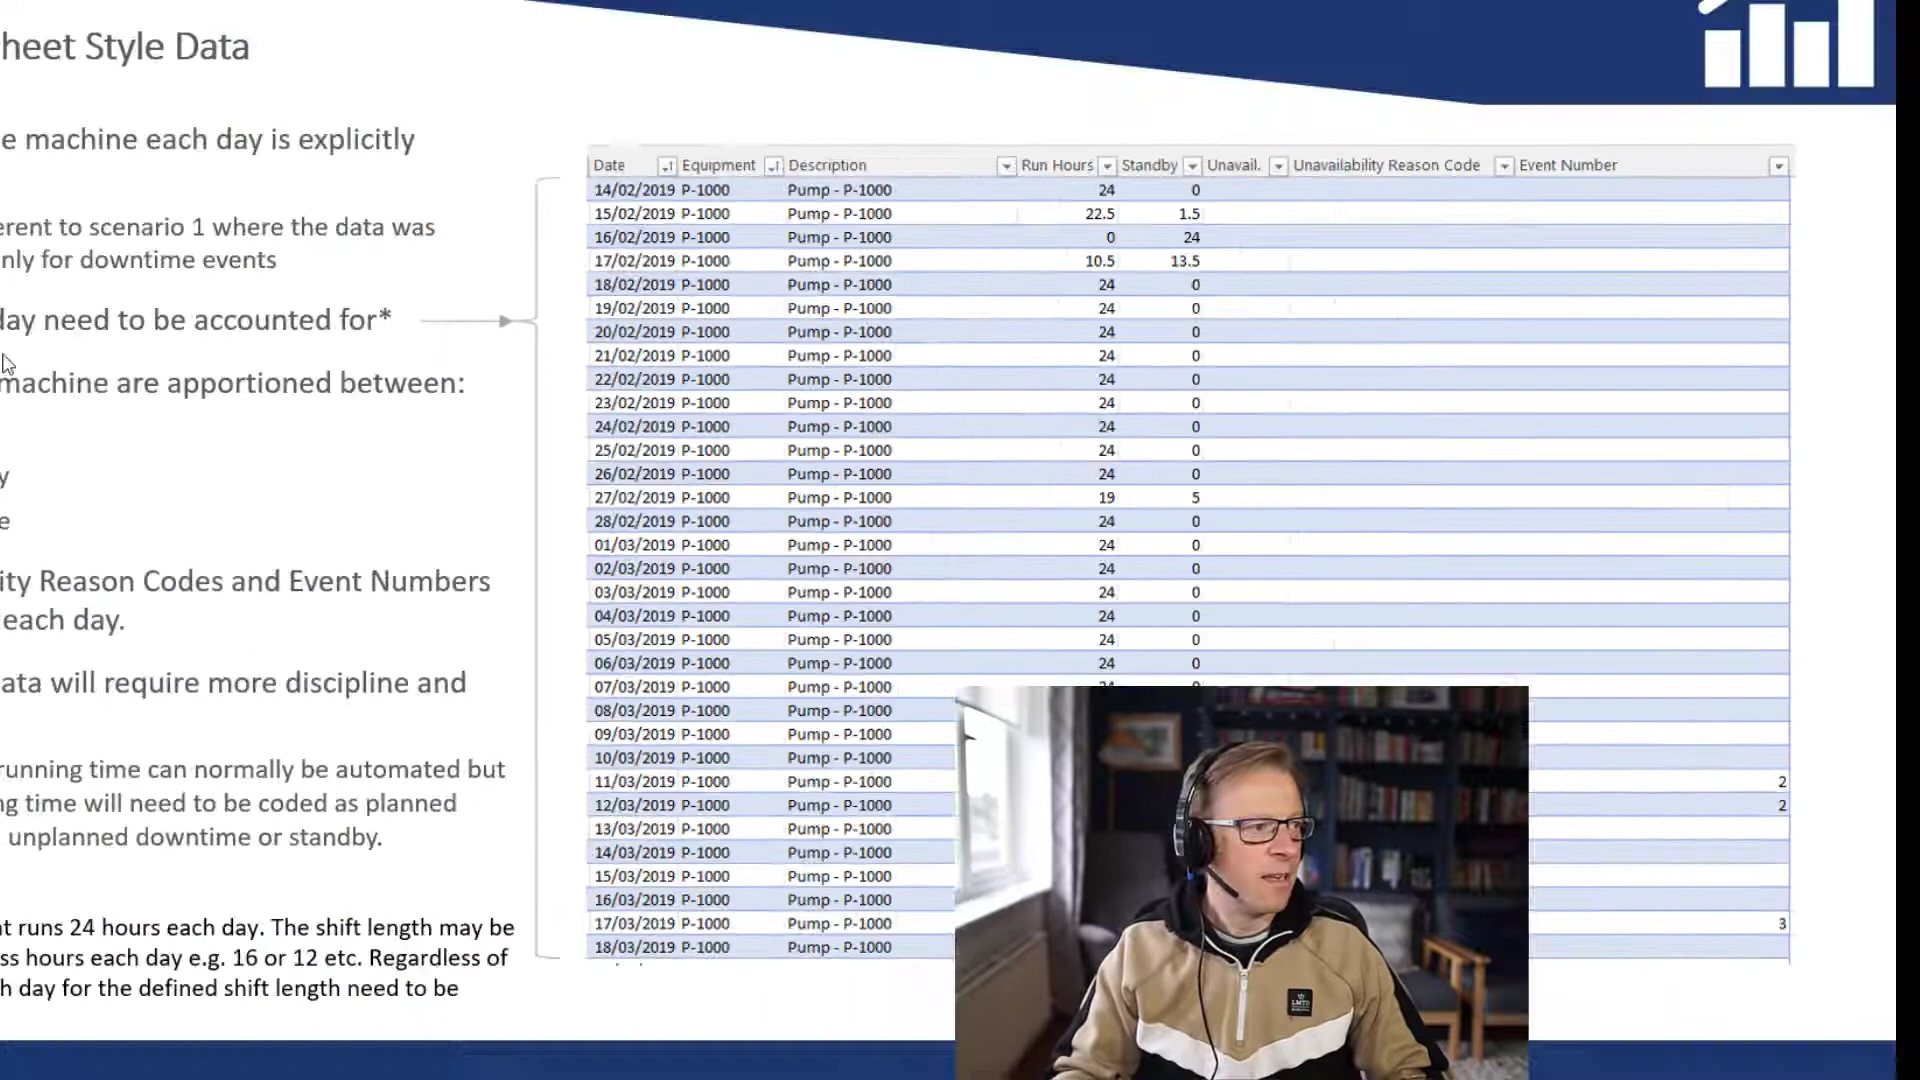 heet Style Data
e machine each day is explicitly
erent to scenario 1 where the data was
nly for downtime events
day need to be accounted for*
machine are apportioned between:
y
e
ity Reason Codes and Event Numbers
each day.
ata will require more discipline and
running time can normally be automated but
ng time will need to be coded as planned
unplanned downtime or standby.
nt runs 24 hours each day. The shift length may be
ss hours each day e.g. 16 or 12 etc. Regardless of
h day for the defined shift length need to be
Date Equipment Description Run Hours Standby Unavail. Unavailability Reason Code Event Number
14/02/2019 P-1000 Pump - P-1000 24 0
15/02/2019 P-1000 Pump - P-1000 22.5 1.5
16/02/2019 P-1000 Pump - P-1000 0 24
17/02/2019 P-1000 Pump - P-1000 10.5 13.5
18/02/2019 P-1000 Pump - P-1000 24 0
19/02/2019 P-1000 Pump - P-1000 24 0
20/02/2019 P-1000 Pump - P-1000 24 0
21/02/2019 P-1000 Pump - P-1000 24 0
22/02/2019 P-1000 Pump - P-1000 24 0
23/02/2019 P-1000 Pump - P-1000 24 0
24/02/2019 P-1000 Pump - P-1000 24 0
25/02/2019 P-1000 Pump - P-1000 24 0
26/02/2019 P-1000 Pump - P-1000 24 0
27/02/2019 P-1000 Pump - P-1000 19 5
28/02/2019 P-1000 Pump - P-1000 24 0
01/03/2019 P-1000 Pump - P-1000 24 0
02/03/2019 P-1000 Pump - P-1000 24 0
03/03/2019 P-1000 Pump - P-1000 24 0
04/03/2019 P-1000 Pump - P-1000 24 0
05/03/2019 P-1000 Pump - P-1000 24 0
06/03/2019 P-1000 Pump - P-1000 24 0
07/03/2019 P-1000 Pump - P-1000
08/03/2019 P-1000 Pump - P-1000
09/03/2019 P-1000 Pump - P-1000
10/03/2019 P-1000 Pump - P-1000
11/03/2019 P-1000 Pump - P-1000 2
12/03/2019 P-1000 Pump - P-1000 2
13/03/2019 P-1000 Pump - P-1000
14/03/2019 P-1000 Pump - P-1000
15/03/2019 P-1000 Pump - P-1000
16/03/2019 P-1000 Pump - P-1000
17/03/2019 P-1000 Pump - P-1000 3
18/03/2019 P-1000 Pump - P-1000